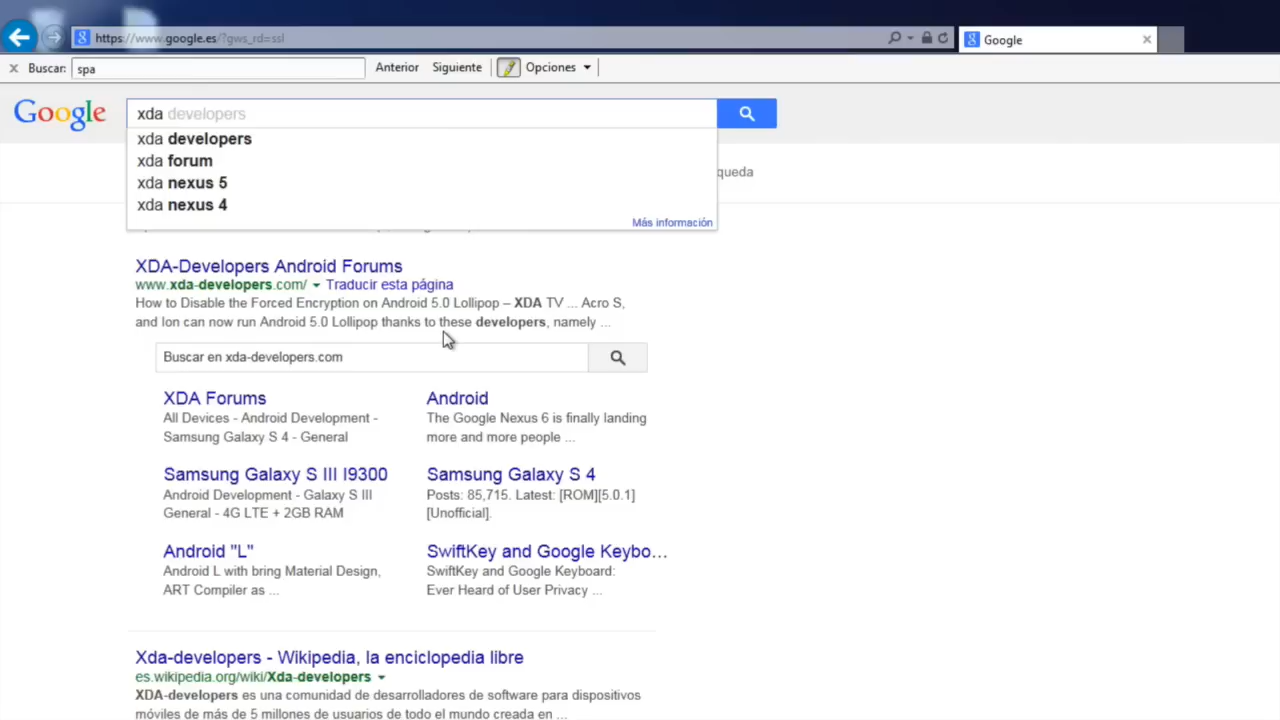 https://www.google.es/?gws_rd=ssl
Google
Buscar: spa Anterior Siguiente Opciones
Google xda developers
xda developers
xda forum
xda nexus 5
xda nexus 4
queda
Más información
XDA-Developers Android Forums
www.xda-developers.com/ Traducir esta página
How to Disable the Forced Encryption on Android 5.0 Lollipop – XDA TV ... Acro S,
and Ion can now run Android 5.0 Lollipop thanks to these developers, namely ...
Buscar en xda-developers.com
XDA Forums
All Devices - Android Development -
Samsung Galaxy S 4 - General
Android
The Google Nexus 6 is finally landing
more and more people ...
Samsung Galaxy S III I9300
Android Development - Galaxy S III
General - 4G LTE + 2GB RAM
Samsung Galaxy S 4
Posts: 85,715. Latest: [ROM][5.0.1]
[Unofficial].
Android "L"
Android L with bring Material Design,
ART Compiler as ...
SwiftKey and Google Keybo...
SwiftKey and Google Keyboard:
Ever Heard of User Privacy ...
Xda-developers - Wikipedia, la enciclopedia libre
es.wikipedia.org/wiki/Xda-developers
XDA-developers es una comunidad de desarrolladores de software para dispositivos
móviles de más de 5 millones de usuarios de todo el mundo creada en ...